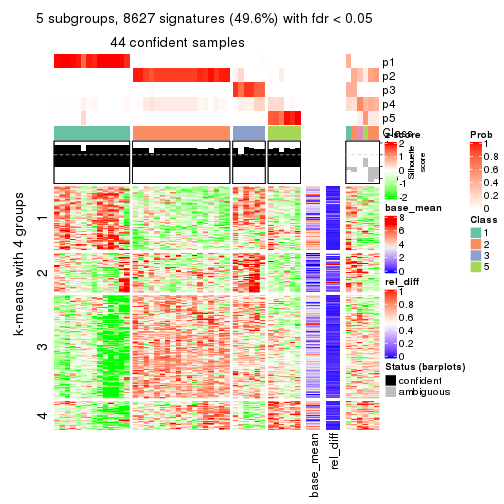 5 subgroups, 8627 signatures (49.6%) with fdr < 0.05
44 confident samples
p1
p2
p3
p4
p5
Class
k-means with 4 groups
1
2
3
4
base_mean
rel_diff
z-score
2
1
0
-1
-2
Silhouette
score
base_mean
8
6
4
2
0
rel_diff
1
0.8
0.6
0.4
0.2
0
Status (barplots)
confident
ambiguous
Prob
1
0.8
0.6
0.4
0.2
0
Class
1
2
3
5